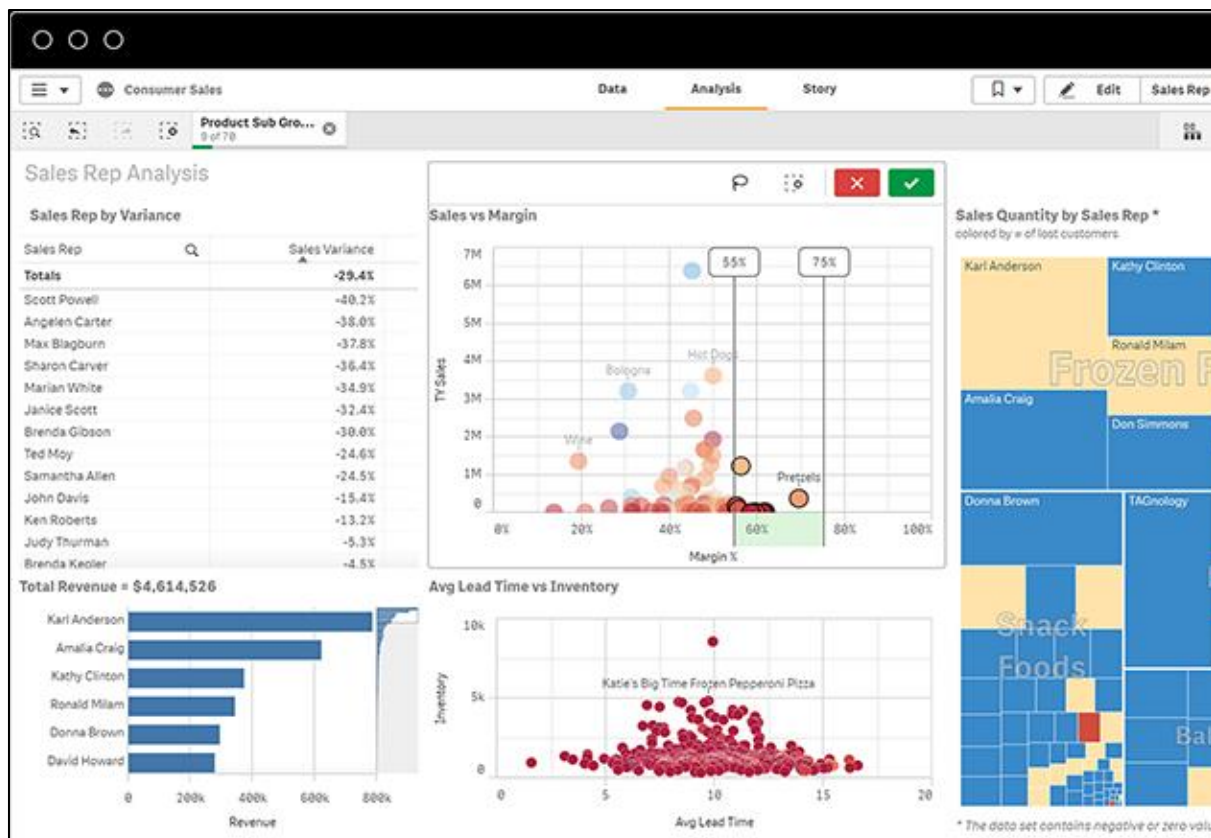 Consumer Sales
Data
Analysis
Story
Edit
Sales Rep
Product Sub Gro...
9 of 70
Sales Rep Analysis
Sales Rep by Variance
Sales Rep Sales Variance
Totals -29.4%
Scott Powell -40.2%
Angelen Carter -38.0%
Max Blagburn -37.8%
Sharon Carver -36.4%
Marian White -34.9%
Janice Scott -32.4%
Brenda Gibson -30.0%
Ted Moy -24.6%
Samantha Allen -24.5%
John Davis -15.4%
Ken Roberts -13.2%
Judy Thurman -5.3%
Brenda Kepler -4.5%
Sales vs Margin
55% 75%
7M
6M
5M
4M
3M
2M
1M
0
TY Sales
Hot Dogs
Bologna
Wine
Pretzels
0% 20% 40% 60% 80% 100%
Margin %
Sales Quantity by Sales Rep *
colored by # of lost customers
Karl Anderson
Kathy Clinton
Ronald Milam
Frozen F
Amalia Craig
Don Simmons
Donna Brown
TAGnology
Snack
Foods
Bal
* The data set contains negative or zero valu
Total Revenue = $4,614,526
Karl Anderson
Amalia Craig
Kathy Clinton
Ronald Milam
Donna Brown
David Howard
0 200k 400k 600k 800k
Revenue
Avg Lead Time vs Inventory
10k
5k
0
Inventory
Katie's Big Time Frozen Pepperoni Pizza
0 5 10 15 20
Avg Lead Time